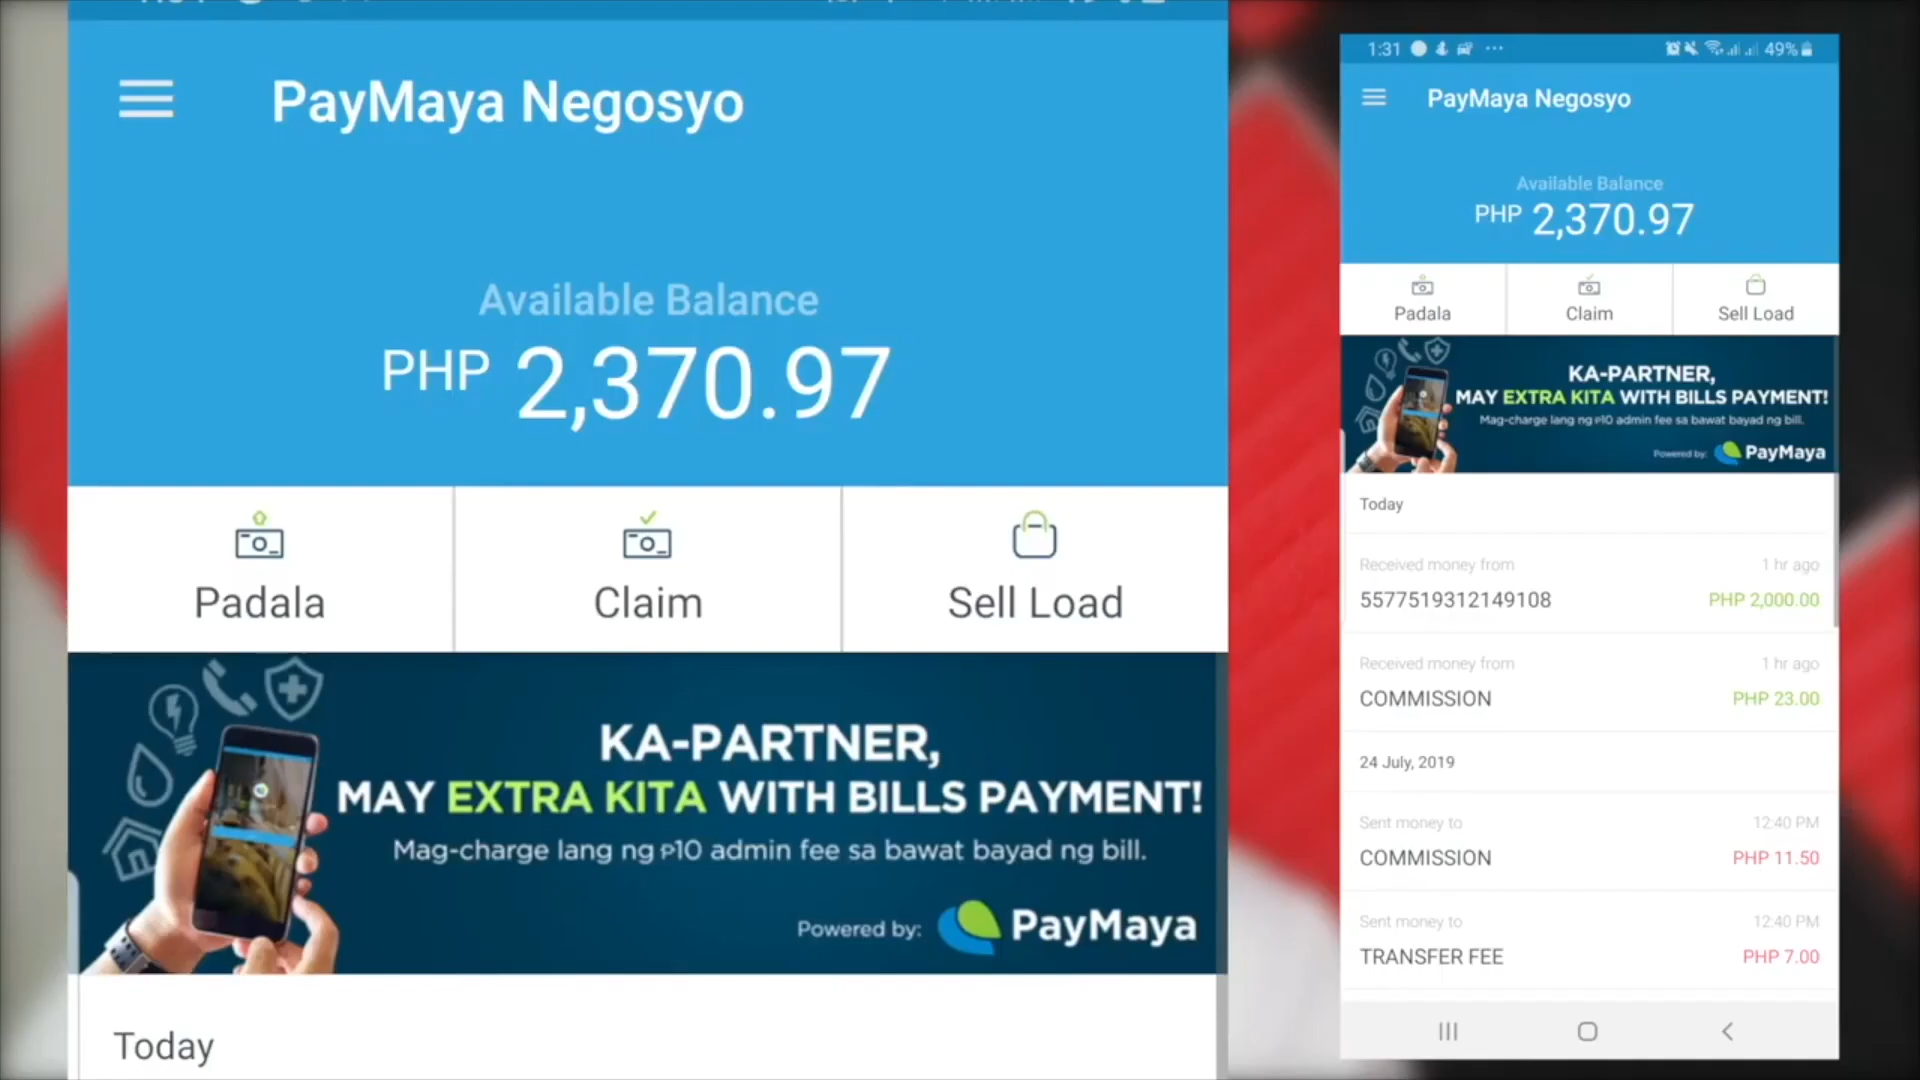 PayMaya Negosyo
Available Balance
PHP 2,370.97
Padala
Claim
Sell Load
KA-PARTNER,
MAY EXTRA KITA WITH BILLS PAYMENT!
Mag-charge lang ng ₱10 admin fee sa bawat bayad ng bill.
Powered by: PayMaya
Today
1:31
49%
PayMaya Negosyo
Available Balance
PHP 2,370.97
Padala
Claim
Sell Load
KA-PARTNER,
MAY EXTRA KITA WITH BILLS PAYMENT!
Mag-charge lang ng ₱10 admin fee sa bawat bayad ng bill.
Powered by: PayMaya
Today
Received money from 1 hr ago
5577519312149108 PHP 2,000.00
Received money from 1 hr ago
COMMISSION PHP 23.00
24 July, 2019
Sent money to 12:40 PM
COMMISSION PHP 11.50
Sent money to 12:40 PM
TRANSFER FEE PHP 7.00